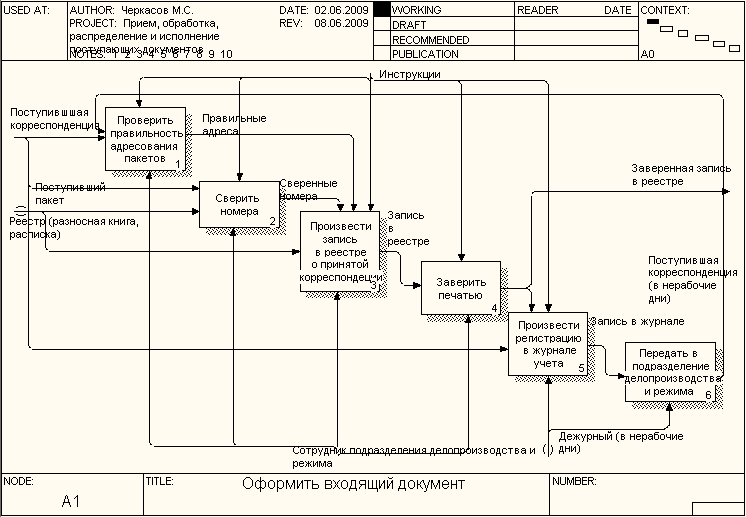 USED AT:
AUTHOR: Черкасов М.С.
DATE: 02.06.2009
PROJECT: Прием, обработка,
распределение и исполнение
поступающих документов
REV: 08.06.2009
NOTES: 1 2 3 4 5 6 7 8 9 10
WORKING
DRAFT
RECOMMENDED
PUBLICATION
READER
DATE
CONTEXT:
A0
Инструкции
Поступившшая
корреспонденция
Проверить
правильность
адресования
пакетов
1
Правильные
адреса
Поступивший
пакет
Сверить
номера
2
Сверенные
номера
Реестр (разносная книга,
расписка)
Произвести
запись
в реестре
о принятой
корреспондеции
3
Запись
в
реестре
Заверенная запись
в реестре
Заверить
печатью
4
Поступившая
корреспонденция
(в нерабочие
дни)
Произвести
регистрацию
в журнале
учета
5
Запись в журнале
Передать в
подразделение
делопроизводства
и режима
6
Сотрудник подразделения делопроизводства и
режима
Дежурный (в нерабочие
дни)
NODE:
A1
TITLE:
Оформить входящий документ
NUMBER: